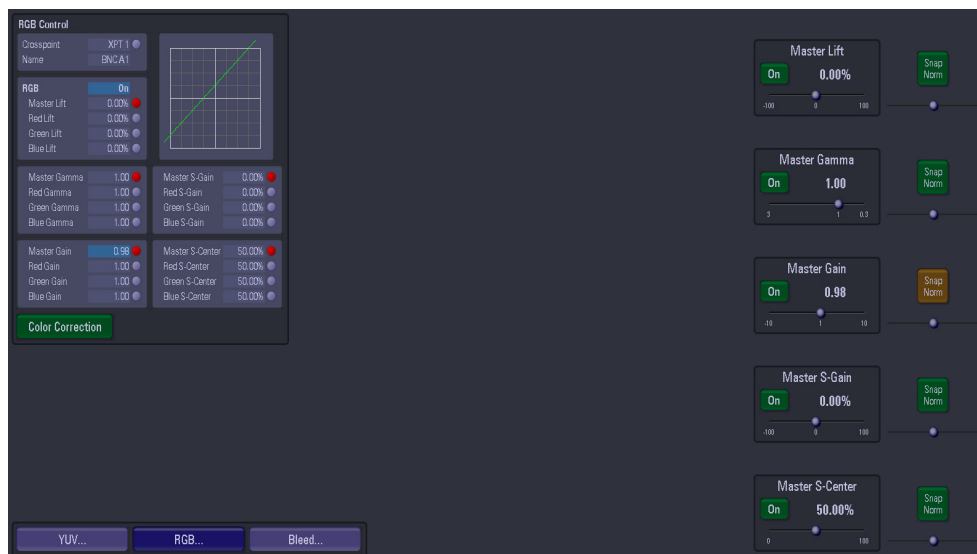 RGB Control
Crosspoint XPT 1
Name BNC A1
RGB On
Master Lift 0.00%
Red Lift 0.00%
Green Lift 0.00%
Blue Lift 0.00%
Master Gamma 1.00
Red Gamma 1.00
Green Gamma 1.00
Blue Gamma 1.00
Master S-Gain 0.00%
Red S-Gain 0.00%
Green S-Gain 0.00%
Blue S-Gain 0.00%
Master Gain 0.98
Red Gain 1.00
Green Gain 1.00
Blue Gain 1.00
Master S-Center 50.00%
Red S-Center 50.00%
Green S-Center 50.00%
Blue S-Center 50.00%
Color Correction
YUV... RGB... Bleed...
Master Lift
On 0.00%
-100 0 100
Snap
Norm
Master Gamma
On 1.00
3 1 0.3
Snap
Norm
Master Gain
On 0.98
-10 1 10
Snap
Norm
Master S-Gain
On 0.00%
-100 0 100
Snap
Norm
Master S-Center
On 50.00%
0 100
Snap
Norm